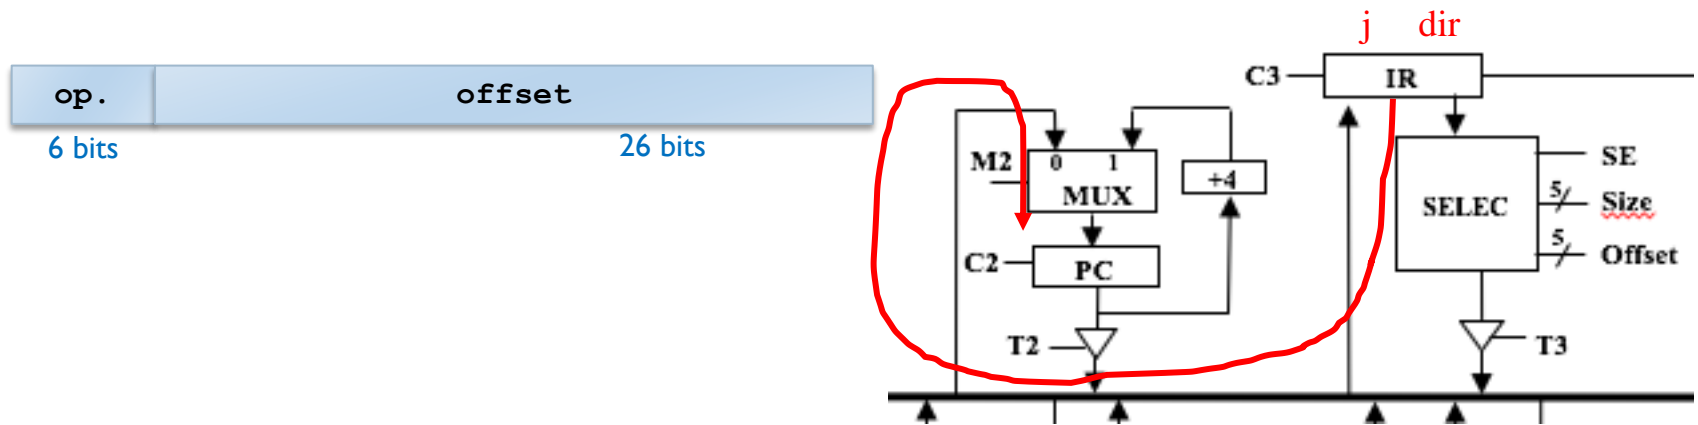 op. offset
6 bits 26 bits
j dir
C3 IR
M2 0 1
MUX
+4
SELEC
SE
5 Size
5 Offset
C2 PC
T2
T3